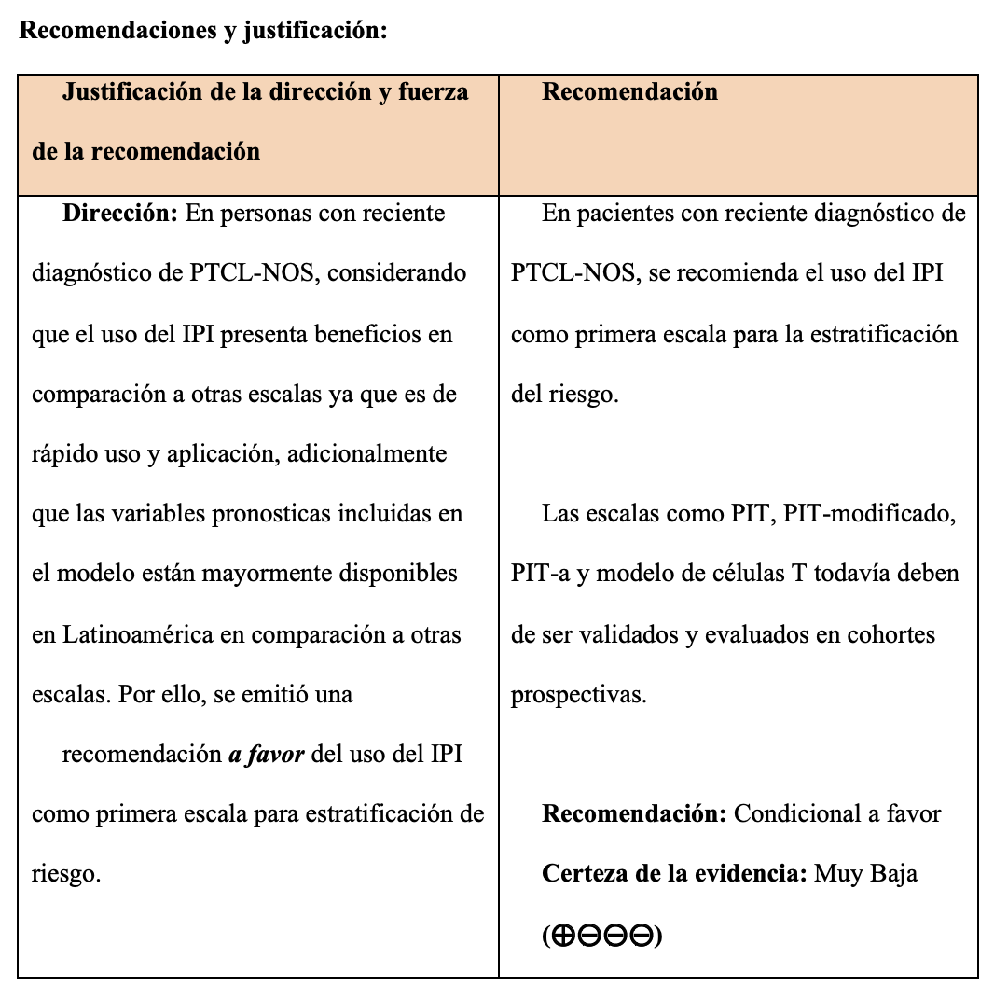 Recomendaciones y justificación:
Justificación de la dirección y fuerza
de la recomendación
Recomendación
Dirección: En personas con reciente
diagnóstico de PTCL-NOS, considerando
que el uso del IPI presenta beneficios en
comparación a otras escalas ya que es de
rápido uso y aplicación, adicionalmente
que las variables pronosticas incluidas en
el modelo están mayormente disponibles
en Latinoamérica en comparación a otras
escalas. Por ello, se emitió una
recomendación a favor del uso del IPI
como primera escala para estratificación de
riesgo.
En pacientes con reciente diagnóstico de
PTCL-NOS, se recomienda el uso del IPI
como primera escala para la estratificación
del riesgo.
Las escalas como PIT, PIT-modificado,
PIT-a y modelo de células T todavía deben
de ser validados y evaluados en cohortes
prospectivas.
Recomendación: Condicional a favor
Certeza de la evidencia: Muy Baja
(⊕⊖⊖⊖)